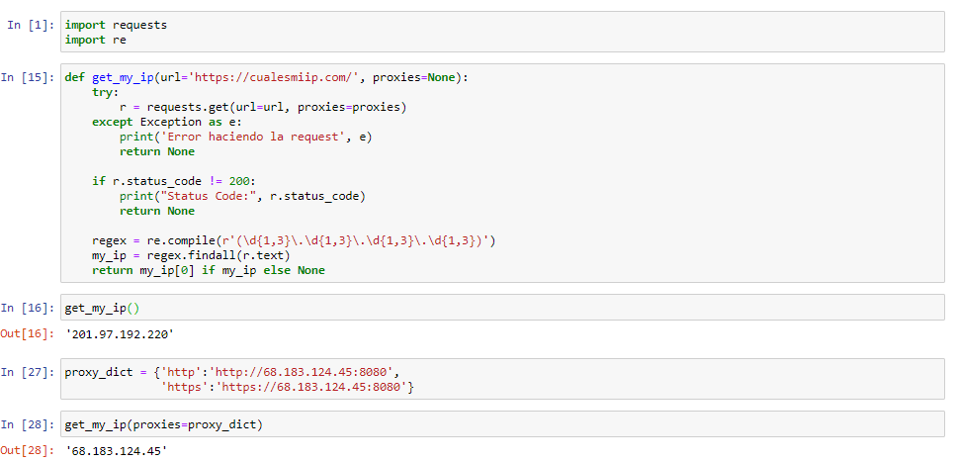 In [1]: import requests
import re
In [15]: def get_my_ip(url='https://cualesmiip.com/', proxies=None):
try:
r = requests.get(url=url, proxies=proxies)
except Exception as e:
print('Error haciendo la request', e)
return None
if r.status_code != 200:
print("Status Code:", r.status_code)
return None
regex = re.compile(r'(\d{1,3}\.\d{1,3}\.\d{1,3}\.\d{1,3})')
my_ip = regex.findall(r.text)
return my_ip[0] if my_ip else None
In [16]: get_my_ip()
Out[16]: '201.97.192.220'
In [27]: proxy_dict = {'http':'http://68.183.124.45:8080',
'https':'https://68.183.124.45:8080'}
In [28]: get_my_ip(proxies=proxy_dict)
Out[28]: '68.183.124.45'